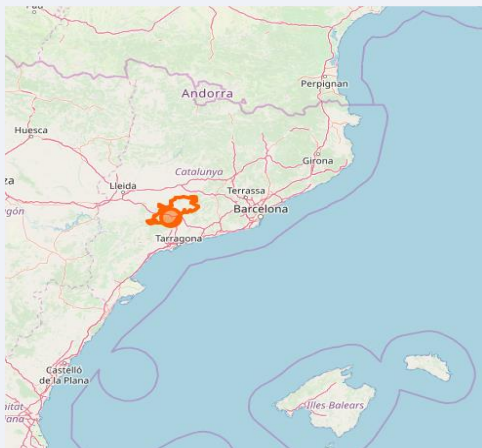 Perpignan
Andorra
Huesca
Girona
Catalunya
Lleida
Terrassa
Barcelona
Tarragona
Castelló
de la Plana
Illes Balears